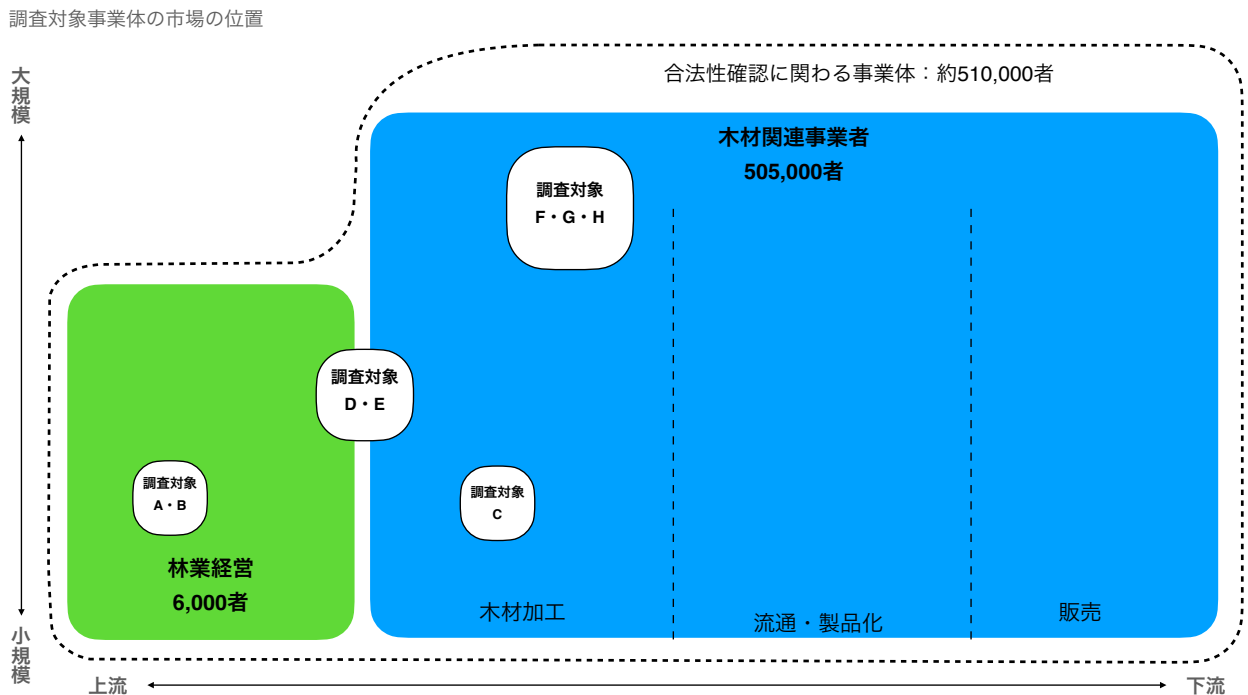 調査対象事業体の市場の位置
大規模
合法性確認に関わる事業体：約510,000者
木材関連事業者
505,000者
調査対象
F・G・H
調査対象
D・E
調査対象
A・B
調査対象
C
林業経営
6,000者
木材加工
流通・製品化
販売
小規模
上流
下流